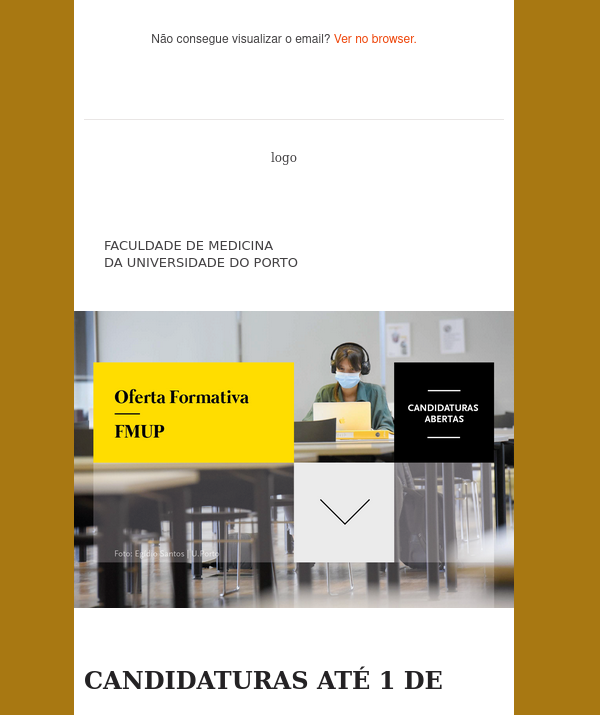 Não consegue visualizar o email? Ver no browser.
logo
FACULDADE DE MEDICINA
DA UNIVERSIDADE DO PORTO
Oferta Formativa
FMUP
CANDIDATURAS
ABERTAS
Foto: Egídio Santos | U.Porto
CANDIDATURAS ATÉ 1 DE